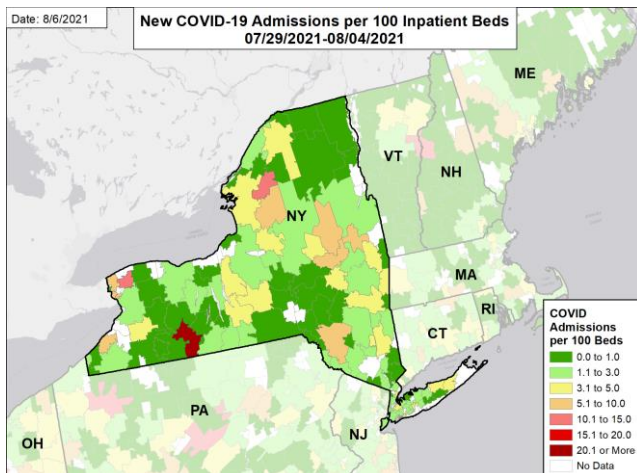 Date: 8/6/2021
New COVID-19 Admissions per 100 Inpatient Beds
07/29/2021-08/04/2021
ME
VT
NH
NY
MA
CT
RI
PA
NJ
OH
COVID
Admissions
per 100 Beds
0.0 to 1.0
1.1 to 3.0
3.1 to 5.0
5.1 to 10.0
10.1 to 15.0
15.1 to 20.0
20.1 or More
No Data